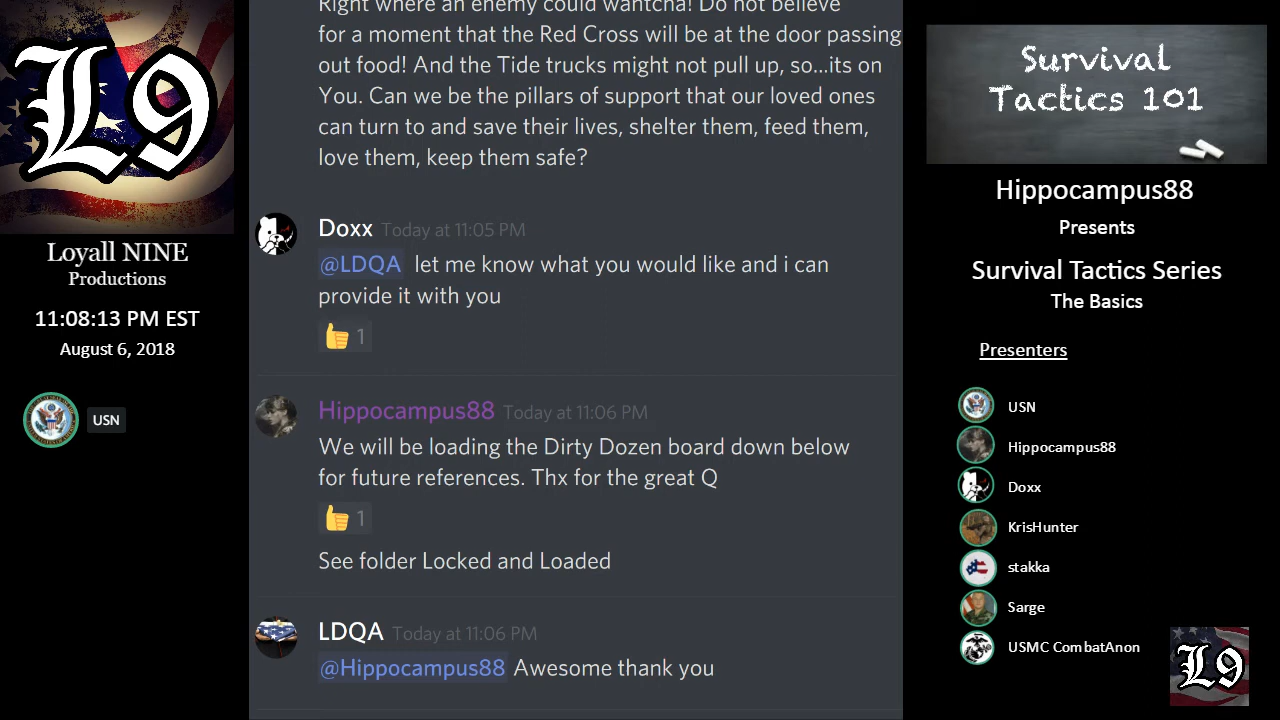 L9
Loyall NINE
Productions
11:08:13 PM EST
August 6, 2018
USN
Right where an enemy could wantcha! Do not believe
for a moment that the Red Cross will be at the door passing
out food! And the Tide trucks might not pull up, so...its on
You. Can we be the pillars of support that our loved ones
can turn to and save their lives, shelter them, feed them,
love them, keep them safe?
Doxx Today at 11:05 PM
@LDQA let me know what you would like and i can
provide it with you
1
Hippocampus88 Today at 11:06 PM
We will be loading the Dirty Dozen board down below
for future references. Thx for the great Q
1
See folder Locked and Loaded
LDQA Today at 11:06 PM
@Hippocampus88 Awesome thank you
Survival
Tactics 101
Hippocampus88
Presents
Survival Tactics Series
The Basics
Presenters
USN
Hippocampus88
Doxx
KrisHunter
stakka
Sarge
USMC CombatAnon
L9